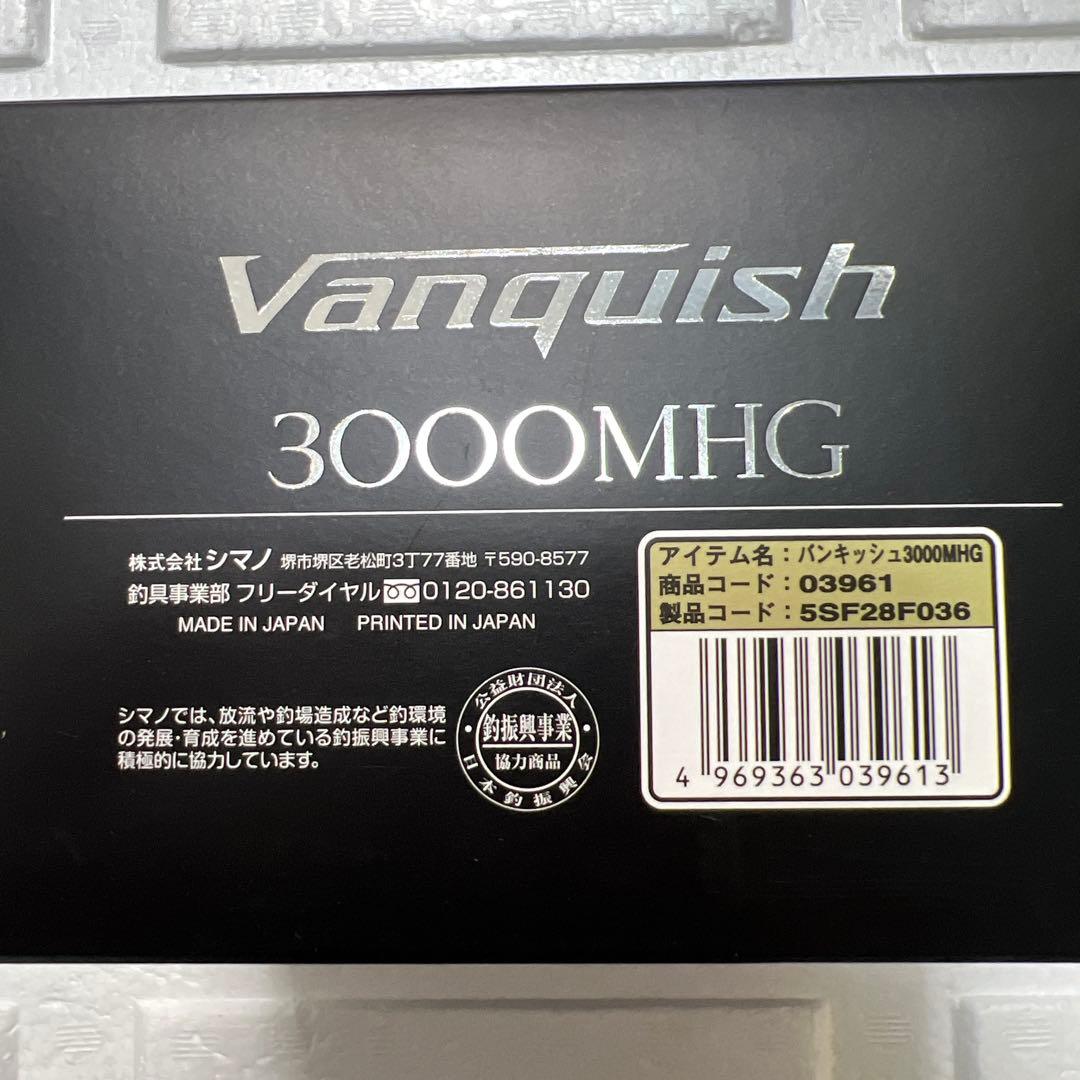 Vanquish
3000MHG
株式会社シマノ 堺市堺区老松町3丁77番地 〒590-8577
釣具事業部 フリーダイヤル 0120-861130
MADE IN JAPAN PRINTED IN JAPAN
シマノでは、放流や釣場造成など釣環境
の発展・育成を進めている釣振興事業に
積極的に協力しています。
公益財団法人
釣振興事業
協力商品
日本釣振興会
アイテム名：バンキッシュ3000MHG
商品コード：03961
製品コード：5SF28F036
4 969363 039613